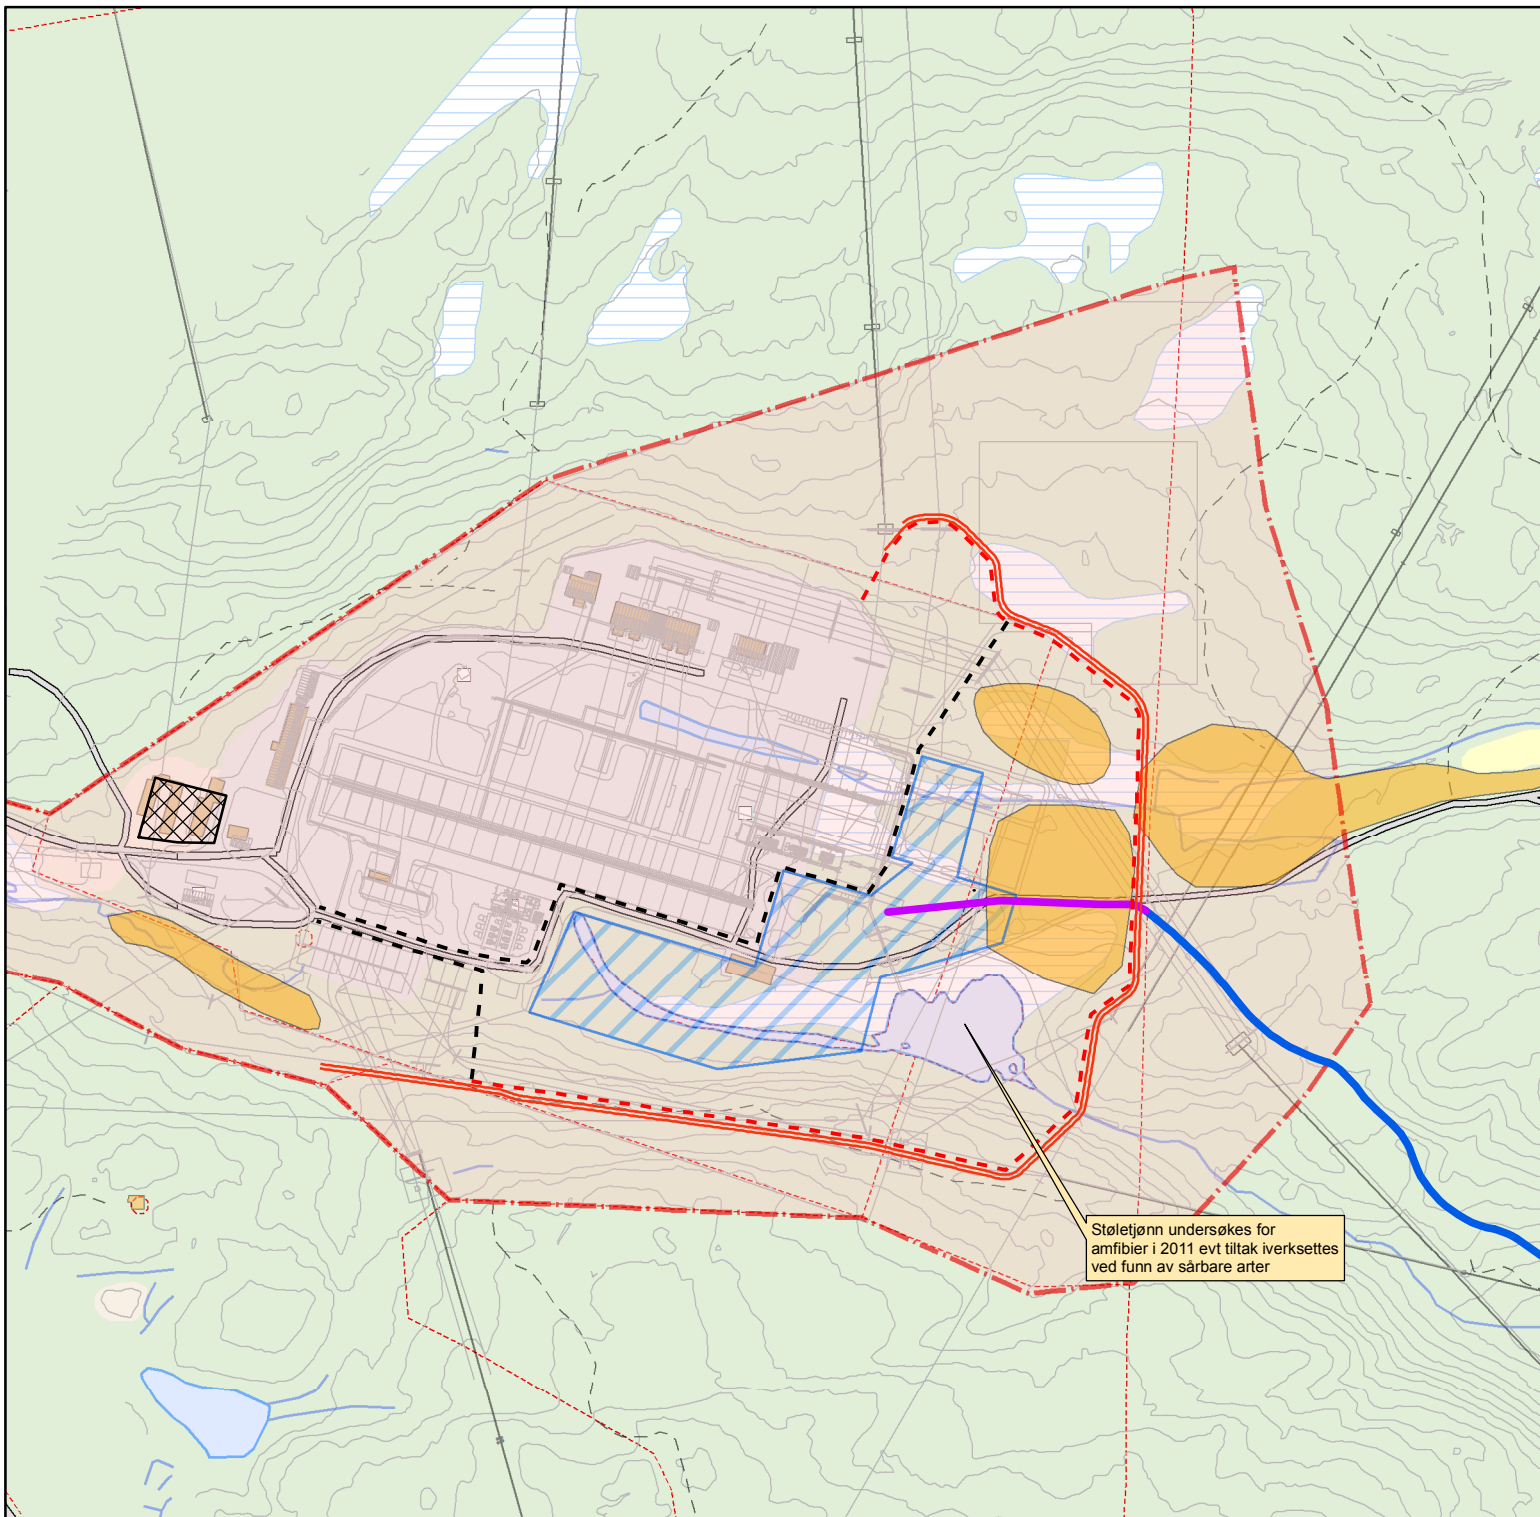 Støletjønn undersøkes for
amfibier i 2011 evt tiltak iverksettes
ved funn av sårbare arter